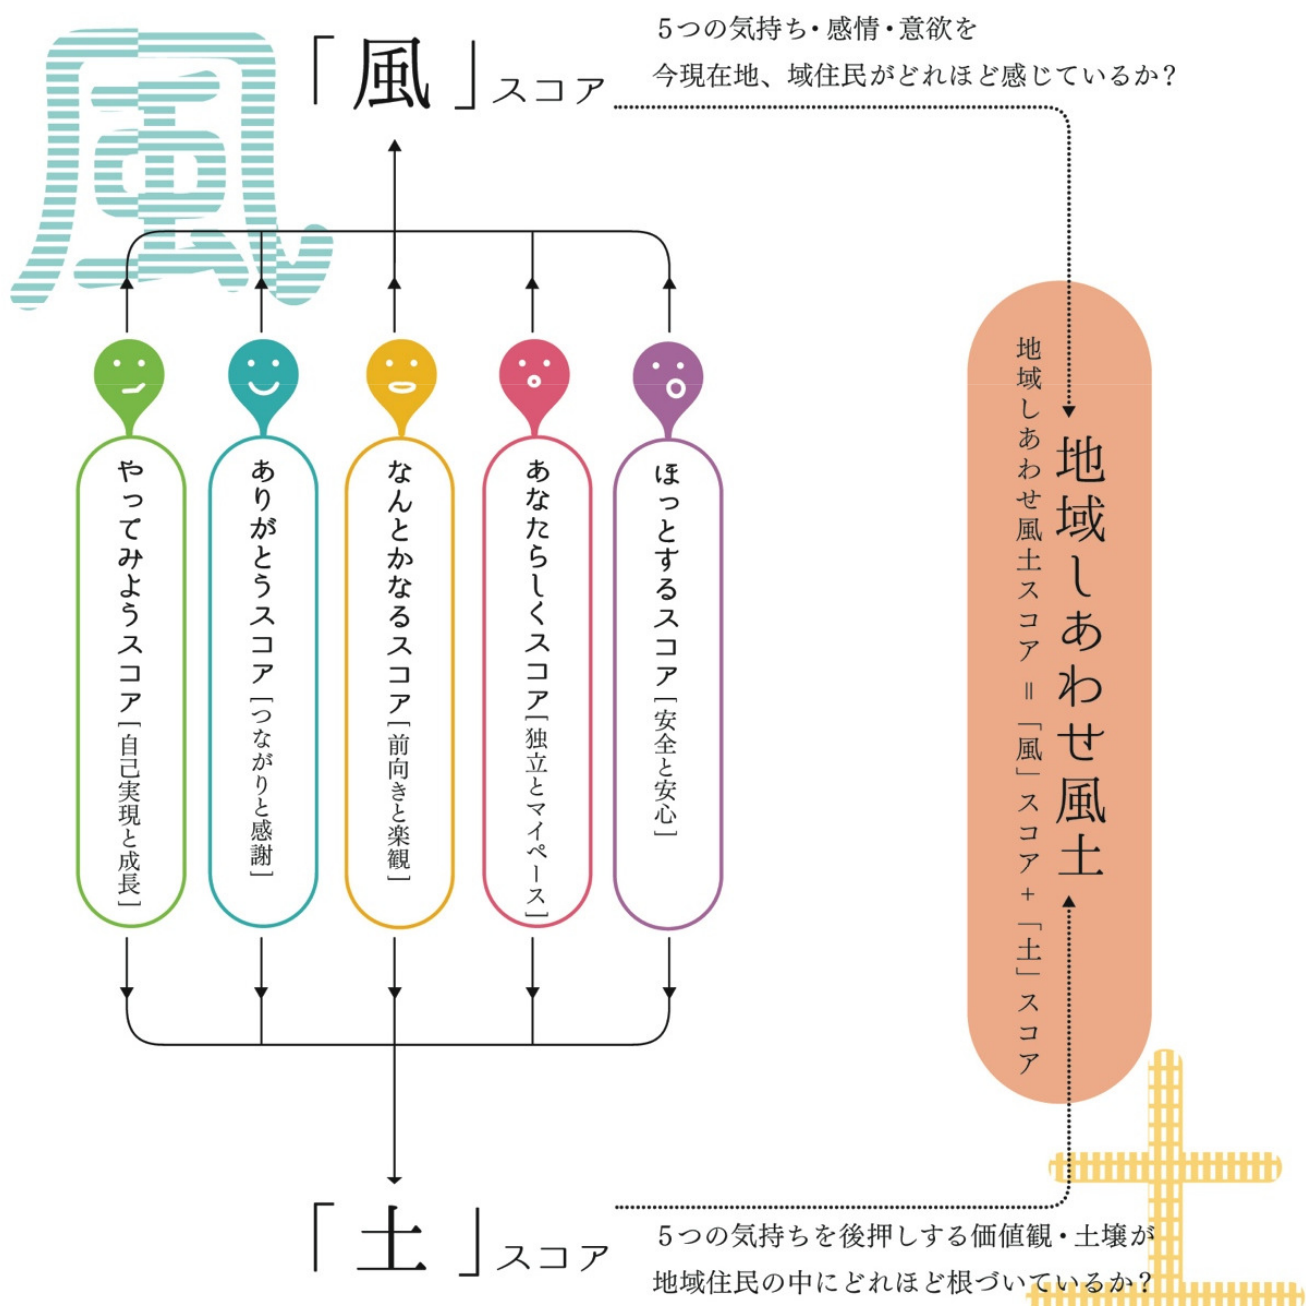 風
「風」スコア
5つの気持ち・感情・意欲を
今現在地、域住民がどれほど感じているか?
やってみようスコア[自己実現と成長]
ありがとうスコア[つながりと感謝]
なんとかなるスコア[前向きと楽観]
あなたらしくスコア[独立とマイペース]
ほっとするスコア[安全と安心]
地域しあわせ風土
地域しあわせ風土スコア=「風」スコア+「土」スコア
「土」スコア
5つの気持ちを後押しする価値観・土壌が
地域住民の中にどれほど根づいているか?
土